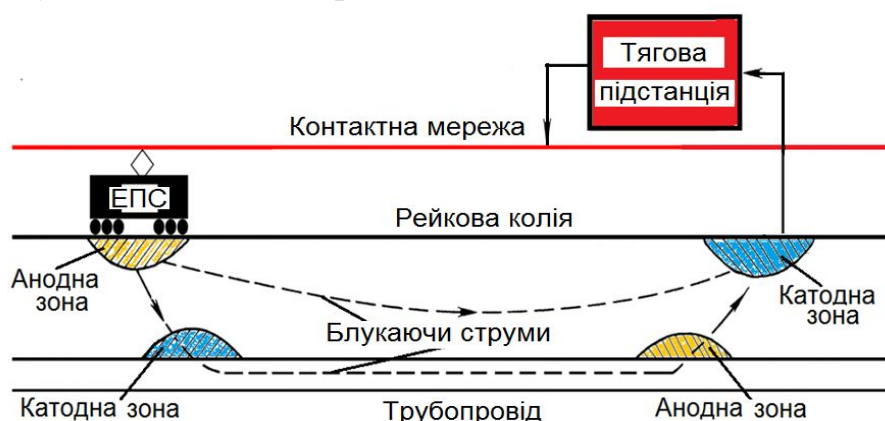 Тягова
підстанція
Контактна мережа
ЕПС
Рейкова колія
Анодна
зона
Катодна
зона
Блукаючи струми
Катодна зона
Трубопровід
Анодна зона